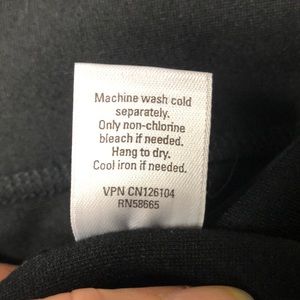 Machine wash cold
separately.
Only non-chlorine
bleach if needed.
Hang to dry.
Cool iron if needed.
VPN CN126104
RN58665